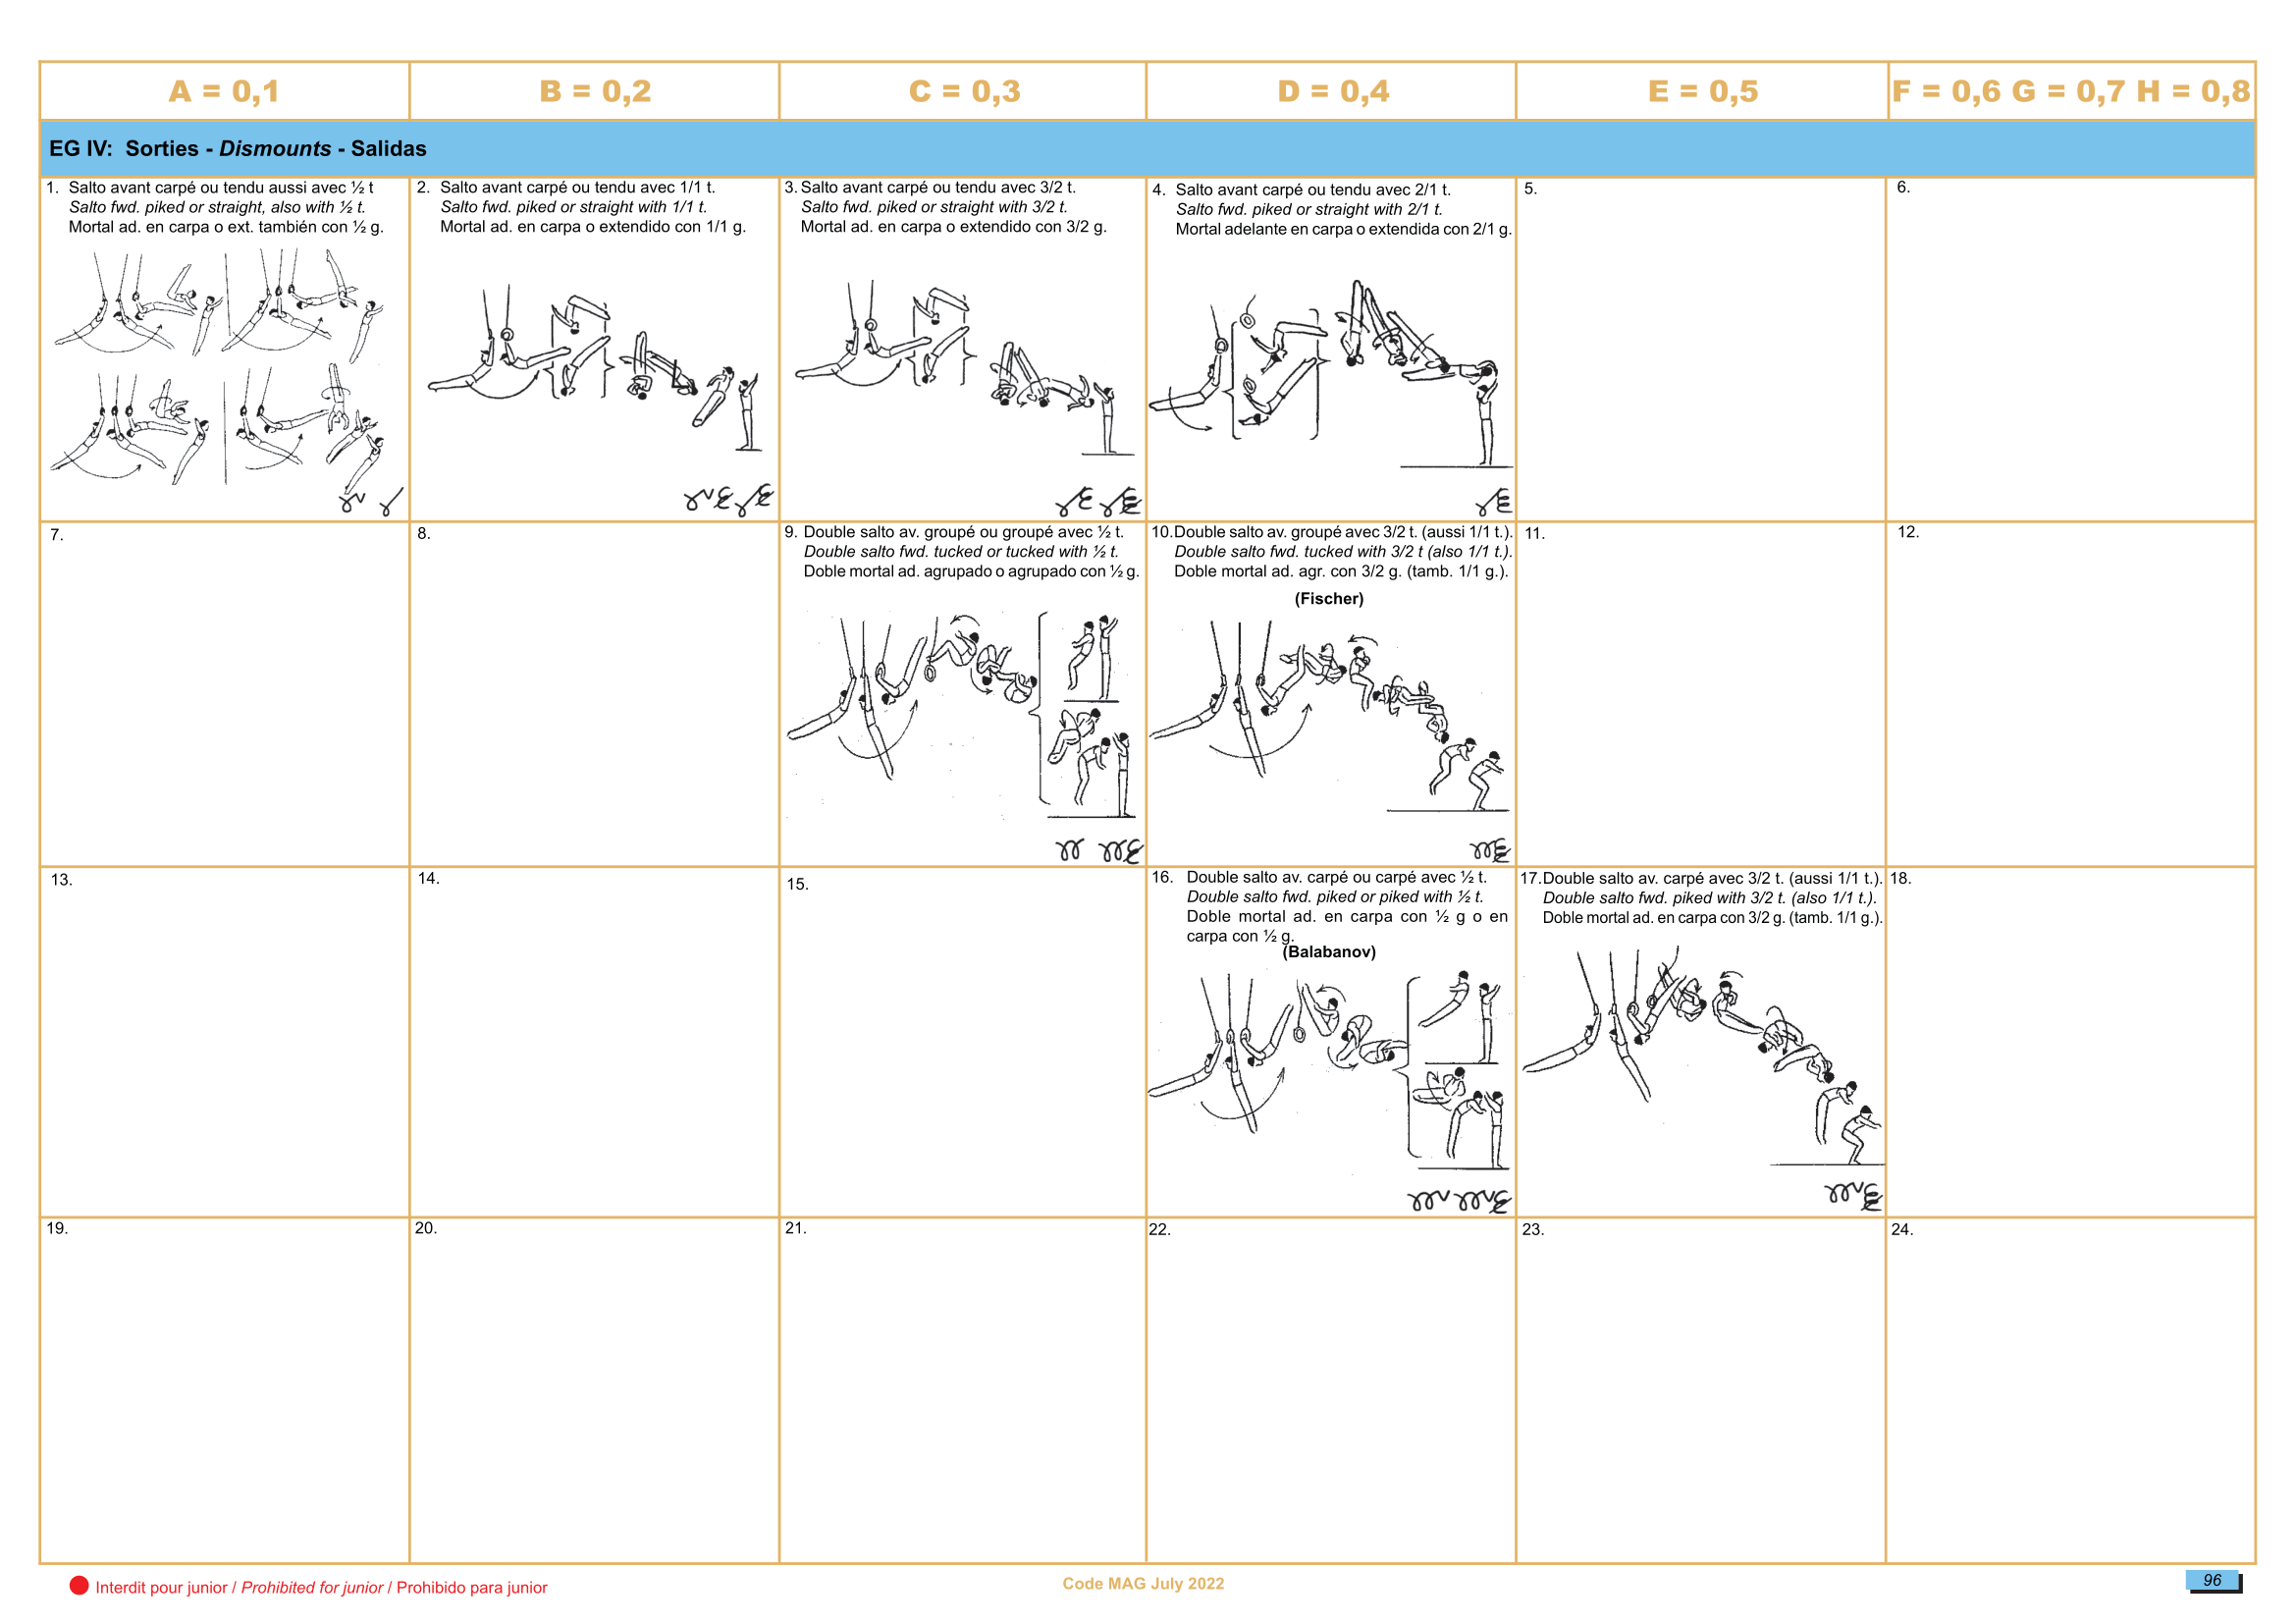 A = 0,1
B = 0,2
C = 0,3
D = 0,4
E = 0,5
F = 0,6 G = 0,7 H = 0,8
EG IV: Sorties - Dismounts - Salidas
1. Salto avant carpé ou tendu aussi avec ½ t
Salto fwd. piked or straight, also with ½ t.
Mortal ad. en carpa o ext. también con ½ g.
2. Salto avant carpé ou tendu avec 1/1 t.
Salto fwd. piked or straight with 1/1 t.
Mortal ad. en carpa o extendido con 1/1 g.
3. Salto avant carpé ou tendu avec 3/2 t.
Salto fwd. piked or straight with 3/2 t.
Mortal ad. en carpa o extendido con 3/2 g.
4. Salto avant carpé ou tendu avec 2/1 t.
Salto fwd. piked or straight with 2/1 t.
Mortal adelante en carpa o extendida con 2/1 g.
5.
6.
7.
8.
9. Double salto av. groupé ou groupé avec ½ t.
Double salto fwd. tucked or tucked with ½ t.
Doble mortal ad. agrupado o agrupado con ½ g.
10. Double salto av. groupé avec 3/2 t. (aussi 1/1 t.).
Double salto fwd. tucked with 3/2 t (also 1/1 t.).
Doble mortal ad. agr. con 3/2 g. (tamb. 1/1 g.).
(Fischer)
11.
12.
13.
14.
15.
16. Double salto av. carpé ou carpé avec ½ t.
Double salto fwd. piked or piked with ½ t.
Doble mortal ad. en carpa con ½ g o en
carpa con ½ g.
(Balabanov)
17. Double salto av. carpé avec 3/2 t. (aussi 1/1 t.).
Double salto fwd. piked with 3/2 t. (also 1/1 t.).
Doble mortal ad. en carpa con 3/2 g. (tamb. 1/1 g.).
18.
19.
20.
21.
22.
23.
24.
Interdit pour junior / Prohibited for junior / Prohibido para junior
Code MAG July 2022
96